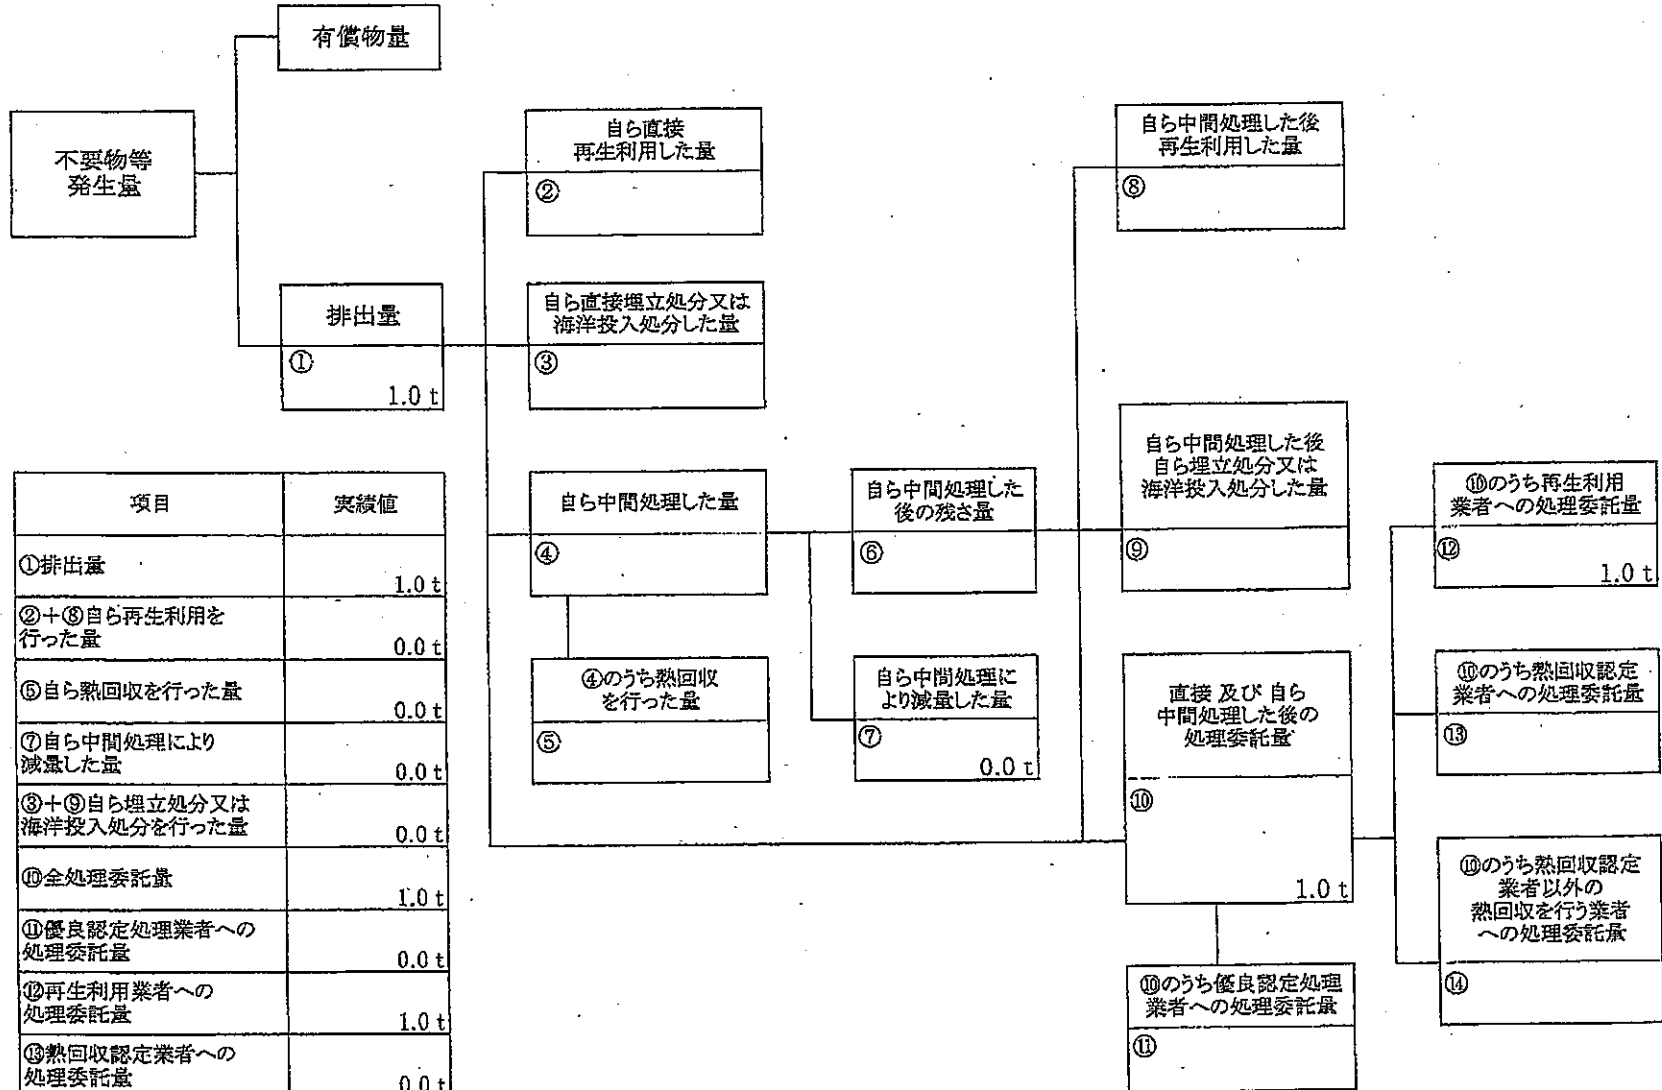 有償物量
不要物等
発生量
排出量
①
1.0 t
自ら直接
再生利用した量
②
自ら直接埋立処分又は
海洋投入処分した量
③
自ら中間処理した量
④
④のうち熱回収
を行った量
⑤
自ら中間処理した
後の残さ量
⑥
自ら中間処理に
より減量した量
⑦
0.0 t
自ら中間処理した後
再生利用した量
⑧
自ら中間処理した後
自ら埋立処分又は
海洋投入処分した量
⑨
直接 及び 自ら
中間処理した後の
処理委託量
⑩
1.0 t
⑩のうち優良認定処理
業者への処理委託量
⑪
⑩のうち再生利用
業者への処理委託量
⑫
1.0 t
⑩のうち熱回収認定
業者への処理委託量
⑬
⑩のうち熱回収認定
業者以外の
熱回収を行う業者
への処理委託量
⑭
項目 実績値
①排出量
1.0 t
②+⑧自ら再生利用を
行った量
0.0 t
⑤自ら熱回収を行った量
0.0 t
⑦自ら中間処理により
減量した量
0.0 t
③+⑨自ら埋立処分又は
海洋投入処分を行った量
0.0 t
⑩全処理委託量
1.0 t
⑪優良認定処理業者への
処理委託量
0.0 t
⑫再生利用業者への
処理委託量
1.0 t
⑬熱回収認定業者への
処理委託量
0.0 t